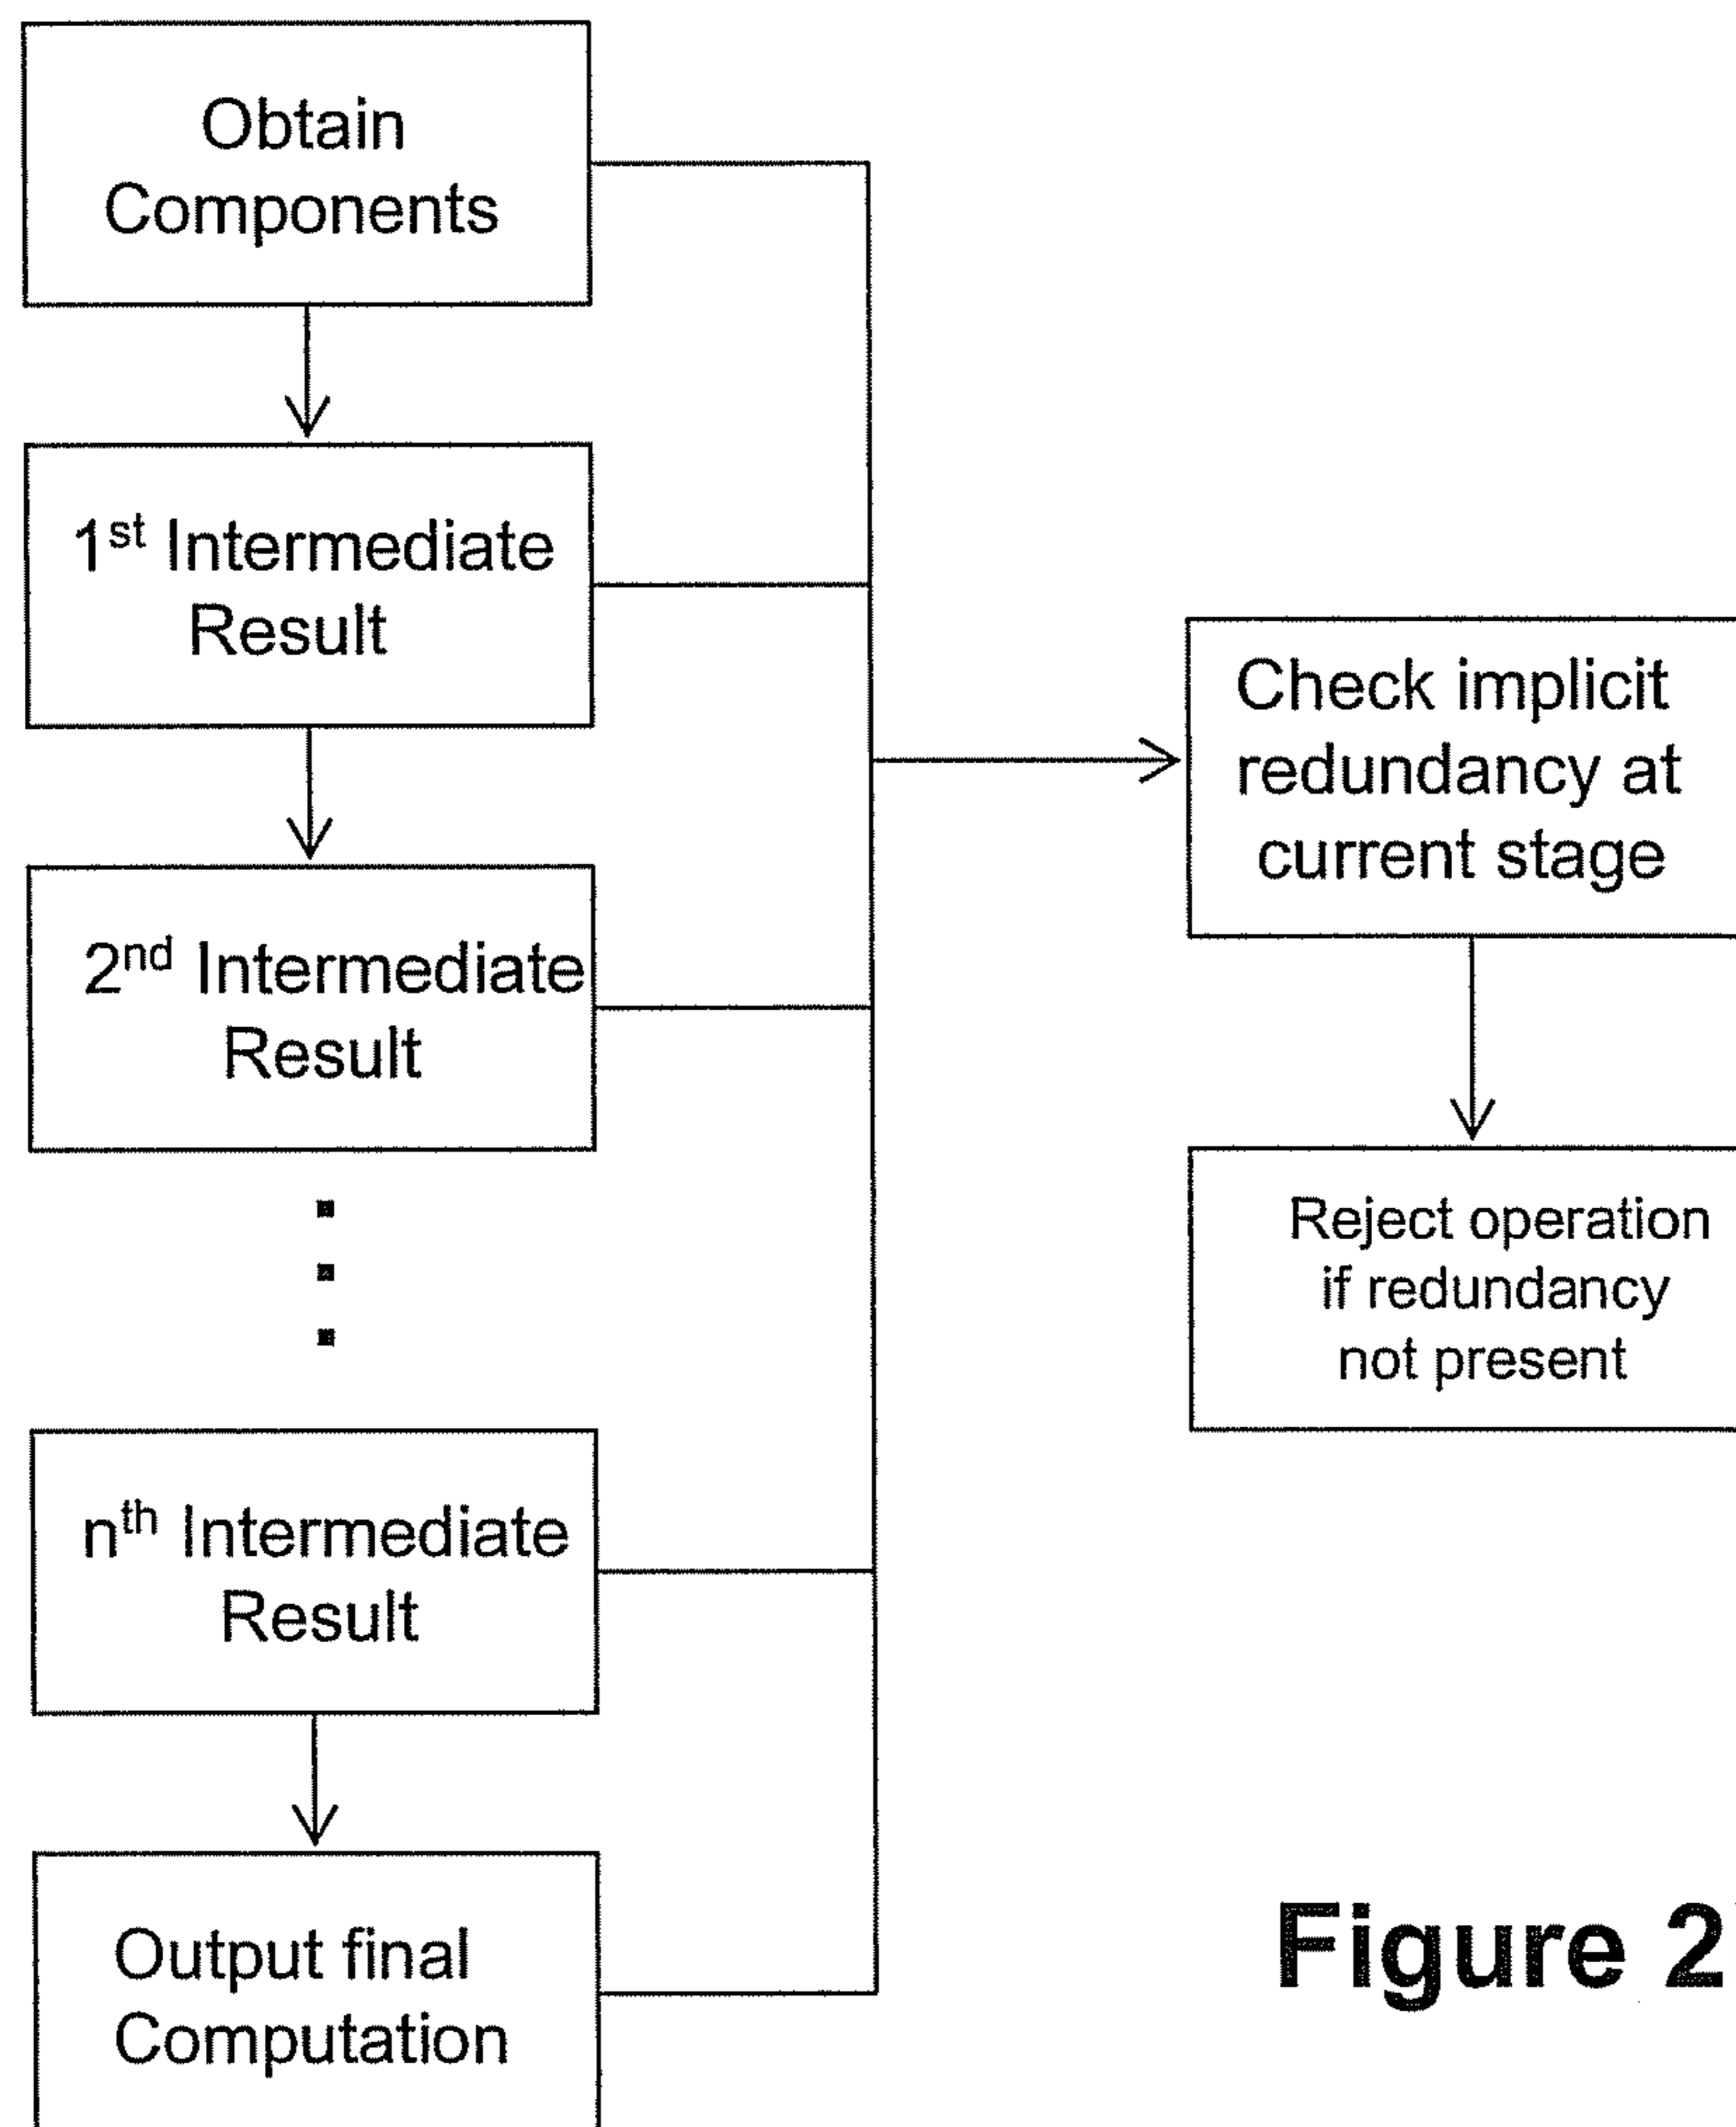 Obtain
Components
1st Intermediate
Result
2nd Intermediate
Result
nth Intermediate
Result
Output final
Computation
Check implicit
redundancy at
current stage
Reject operation
if redundancy
not present
Figure 2